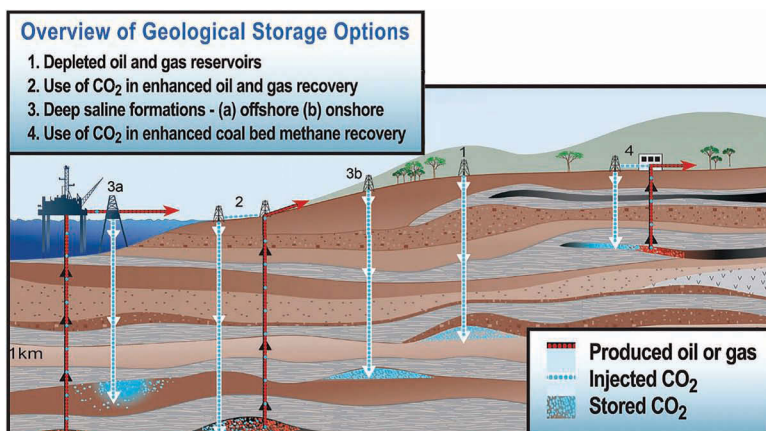 Overview of Geological Storage Options
1. Depleted oil and gas reservoirs
2. Use of CO₂ in enhanced oil and gas recovery
3. Deep saline formations - (a) offshore (b) onshore
4. Use of CO₂ in enhanced coal bed methane recovery
3a
2
3b
1
4
1km
Produced oil or gas
Injected CO₂
Stored CO₂